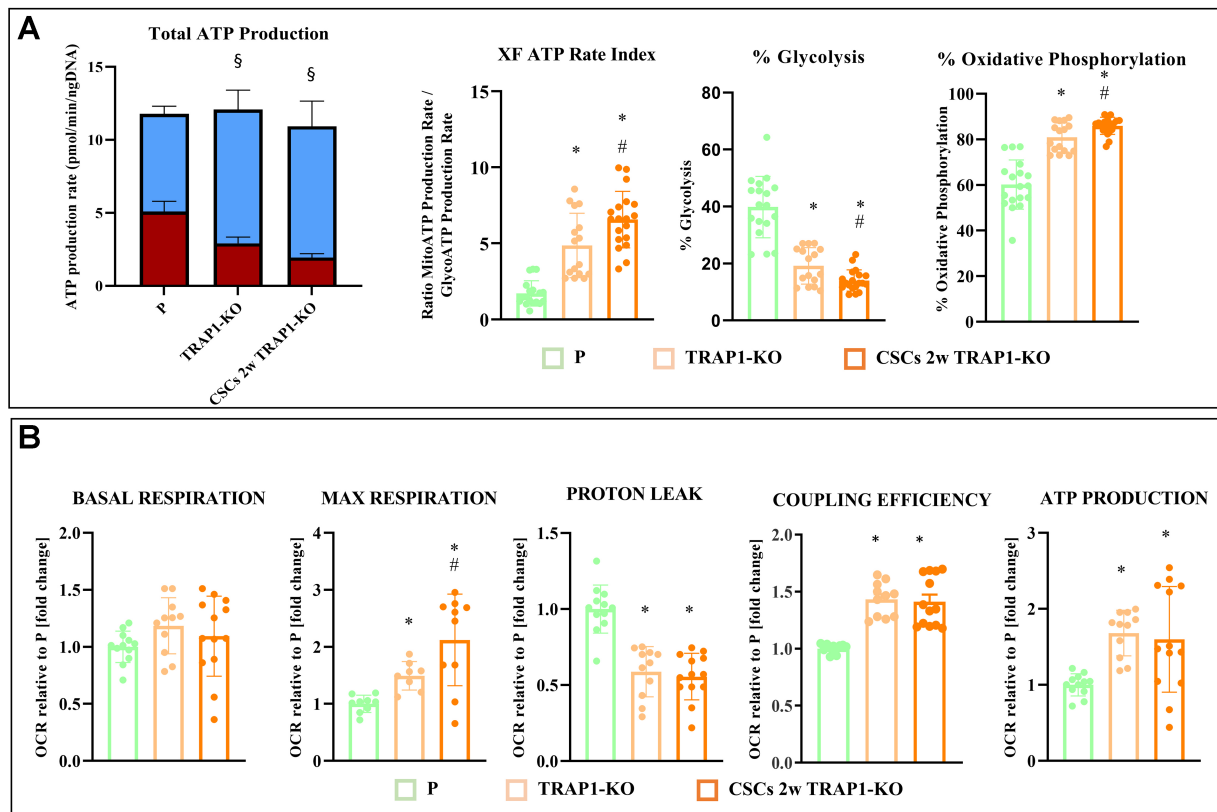 A
Total ATP Production
ATP production rate (pmol/min/ngDNA)
15
10
5
0
§
§
P
TRAP1-KO
CSCs 2w TRAP1-KO
XF ATP Rate Index
Ratio MitoATP Production Rate /
GlycoATP Production Rate
15
10
5
0
*
*
#
% Glycolysis
% Glycolysis
80
60
40
20
0
*
*
#
% Oxidative Phosphorylation
% Oxidative Phosphorylation
100
80
60
40
20
0
*
*
#
P
TRAP1-KO
CSCs 2w TRAP1-KO
B
BASAL RESPIRATION
OCR relative to P [fold change]
2.0
1.5
1.0
0.5
0.0
MAX RESPIRATION
OCR relative to P [fold change]
4
3
2
1
0
*
*
#
PROTON LEAK
OCR relative to P [fold change]
1.5
1.0
0.5
0.0
*
*
COUPLING EFFICIENCY
OCR relative to P [fold change]
2.0
1.5
1.0
0.5
0.0
*
*
ATP PRODUCTION
OCR relative to P [fold change]
3
2
1
0
*
*
P
TRAP1-KO
CSCs 2w TRAP1-KO